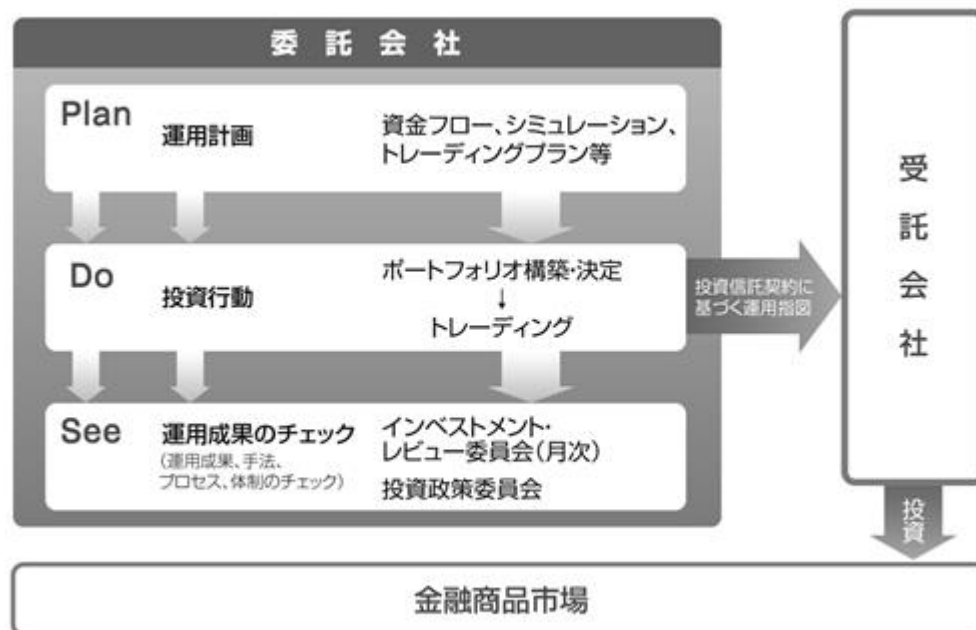 委託会社
Plan
運用計画
資金フロー、シミュレーション、
トレーディングプラン等
Do
投資行動
ポートフォリオ構築・決定
↓
トレーディング
投資信託契約に
基づく運用指図
See
運用成果のチェック
(運用成果、手法、
プロセス、体制のチェック)
インベストメント・
レビュー委員会(月次)
投資政策委員会
受託会社
投資
金融商品市場